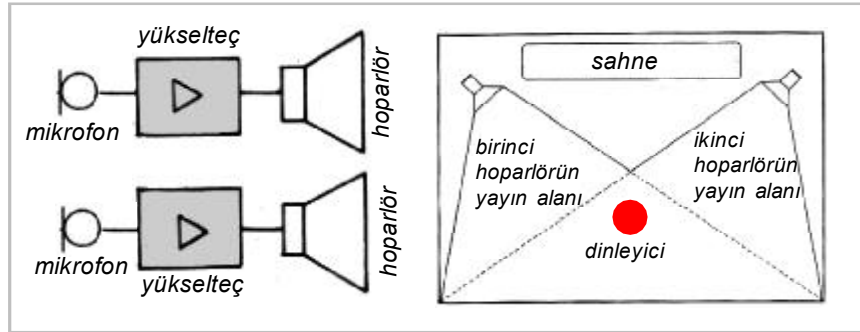 yükselteç
mikrofon
hoparlör
mikrofon
yükselteç
hoparlör
sahne
birinci
hoparlörün
yayın alanı
ikinci
hoparlörün
yayın alanı
dinleyici